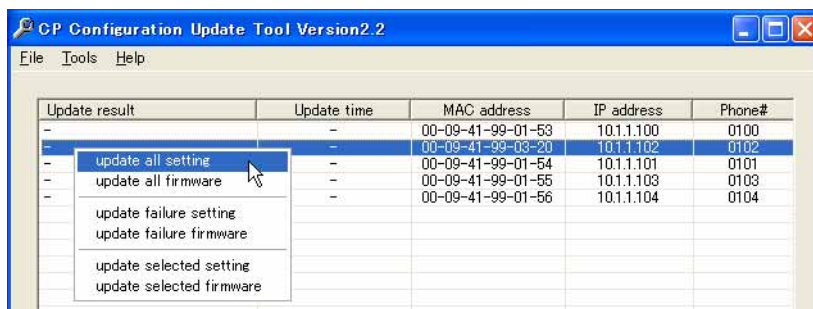 CP Configuration Update Tool Version2.2
File Tools Help
Update result Update time MAC address IP address Phone#
- - 00-09-41-99-01-53 10.1.1.100 0100
- - 00-09-41-99-03-20 10.1.1.102 0102
- - 00-09-41-99-01-54 10.1.1.101 0101
- - 00-09-41-99-01-55 10.1.1.103 0103
- - 00-09-41-99-01-56 10.1.1.104 0104
update all setting
update all firmware
update failure setting
update failure firmware
update selected setting
update selected firmware